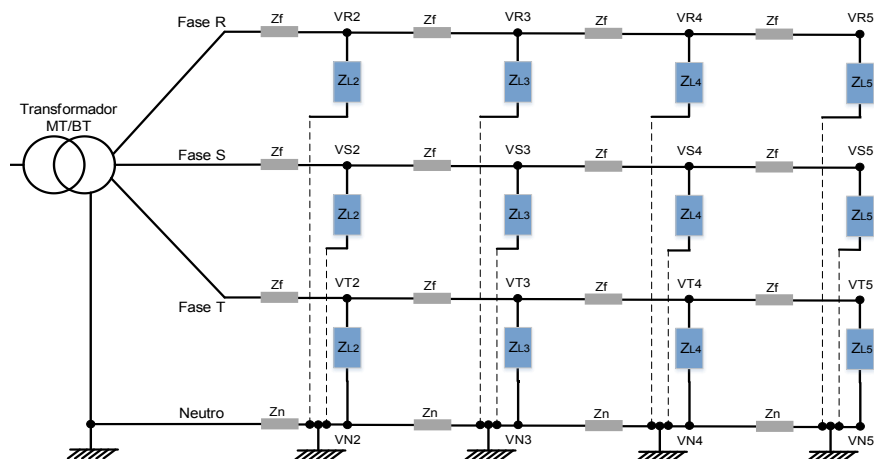 Fase R Zf VR2 Zf VR3 Zf VR4 Zf VR5
ZL2 ZL3 ZL4 ZL5
Transformador
MT/BT
Fase S Zf VS2 Zf VS3 Zf VS4 Zf VS5
ZL2 ZL3 ZL4 ZL5
Fase T Zf VT2 Zf VT3 Zf VT4 Zf VT5
ZL2 ZL3 ZL4 ZL5
Neutro Zn Zn Zn Zn
VN2 VN3 VN4 VN5